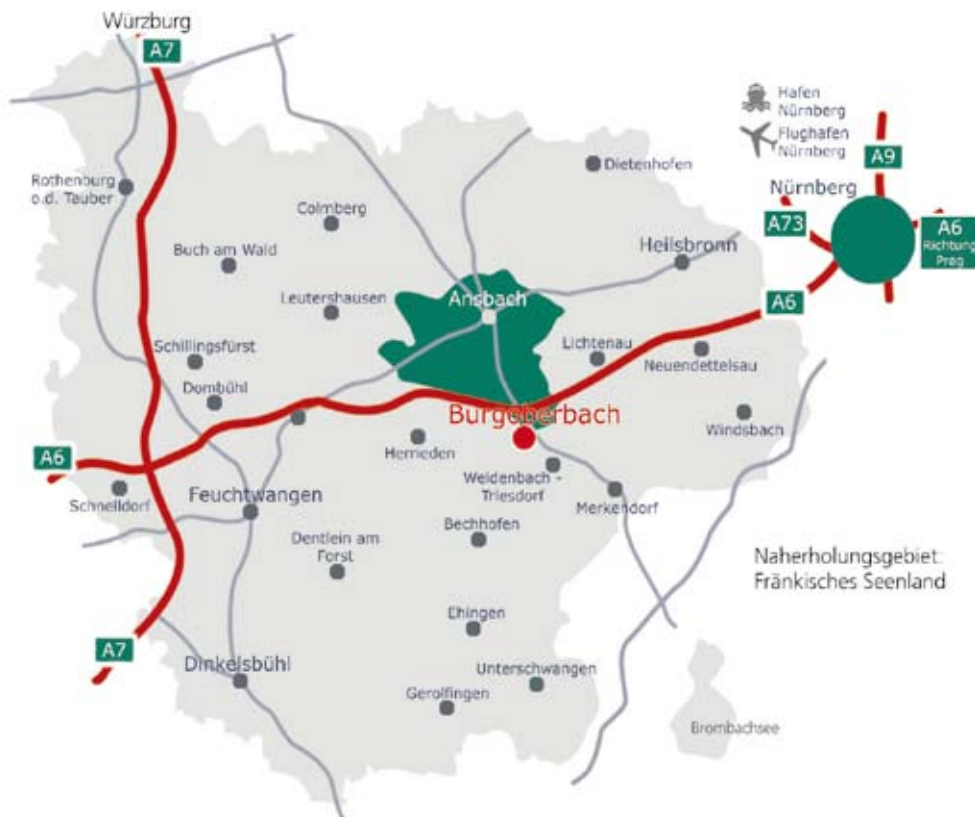 Würzburg
A7
Hafen
Nürnberg
Flughafen
Nürnberg
A9
Dietenhofen
Rothenburg
o.d. Tauber
Nürnberg
A73
A6
Richtung
Prag
Colmberg
Buch am Wald
Heilsbronn
Leutershausen
Ansbach
A6
Schillingsfürst
Lichtenau
Neuendettelsau
Dombühl
Burgoberbach
Windsbach
Herrieden
A6
Schnelldorf
Feuchtwangen
Weidenbach -
Triesdorf
Merkendorf
Bechhofen
Dentlein am
Forst
Naherholungsgebiet:
Fränkisches Seenland
Ehingen
A7
Dinkelsbühl
Unterschwangen
Gerolfingen
Brombachsee